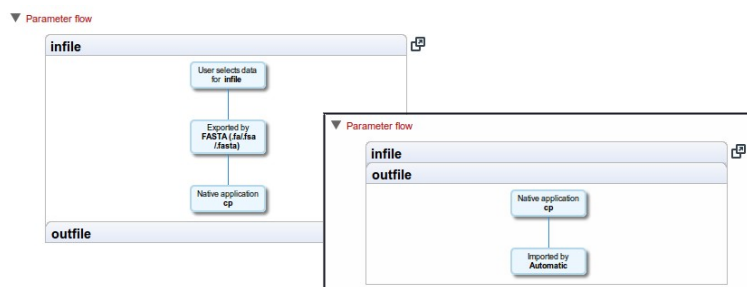 Parameter flow
infile
User selects data
for infile
Exported by
FASTA (.fa/.fsa
/.fasta)
Native application
cp
outfile
Parameter flow
infile
outfile
Native application
cp
Imported by
Automatic